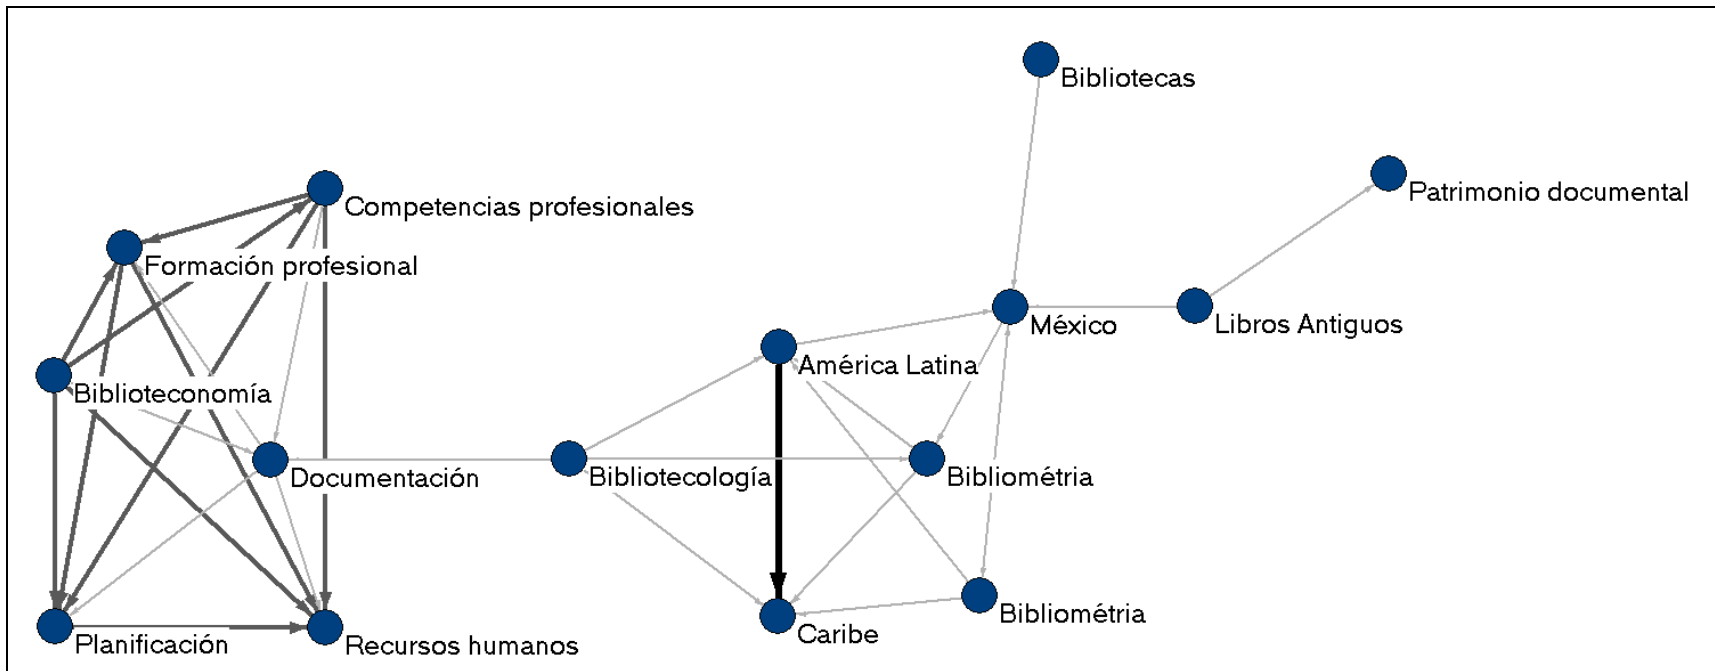 Bibliotecas
Patrimonio documental
Competencias profesionales
Formación profesional
México
Libros Antiguos
América Latina
Biblioteconomía
Documentación
Bibliotecología
Bibliométria
Bibliométria
Caribe
Planificación
Recursos humanos